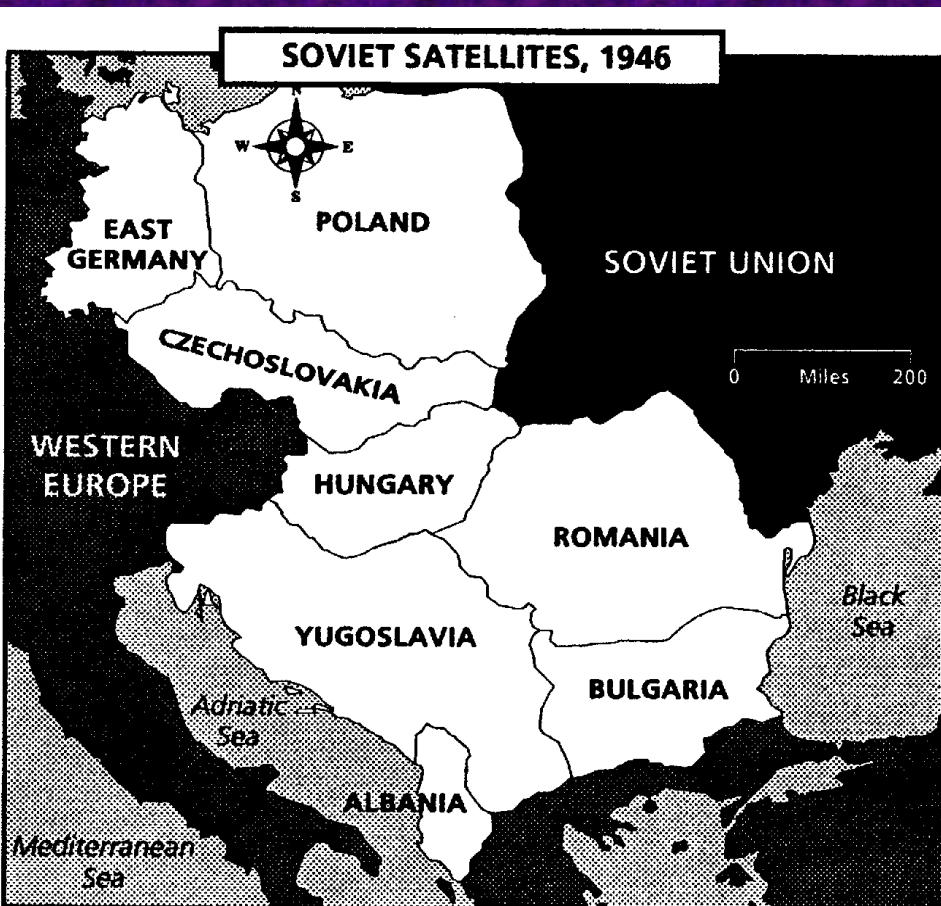 SOVIET SATELLITES, 1946
N
W E
S
EAST
GERMANY
POLAND
SOVIET UNION
CZECHOSLOVAKIA
0 Miles 200
WESTERN
EUROPE
HUNGARY
ROMANIA
Black
Sea
YUGOSLAVIA
BULGARIA
Adriatic
Sea
ALBANIA
Mediterranean
Sea